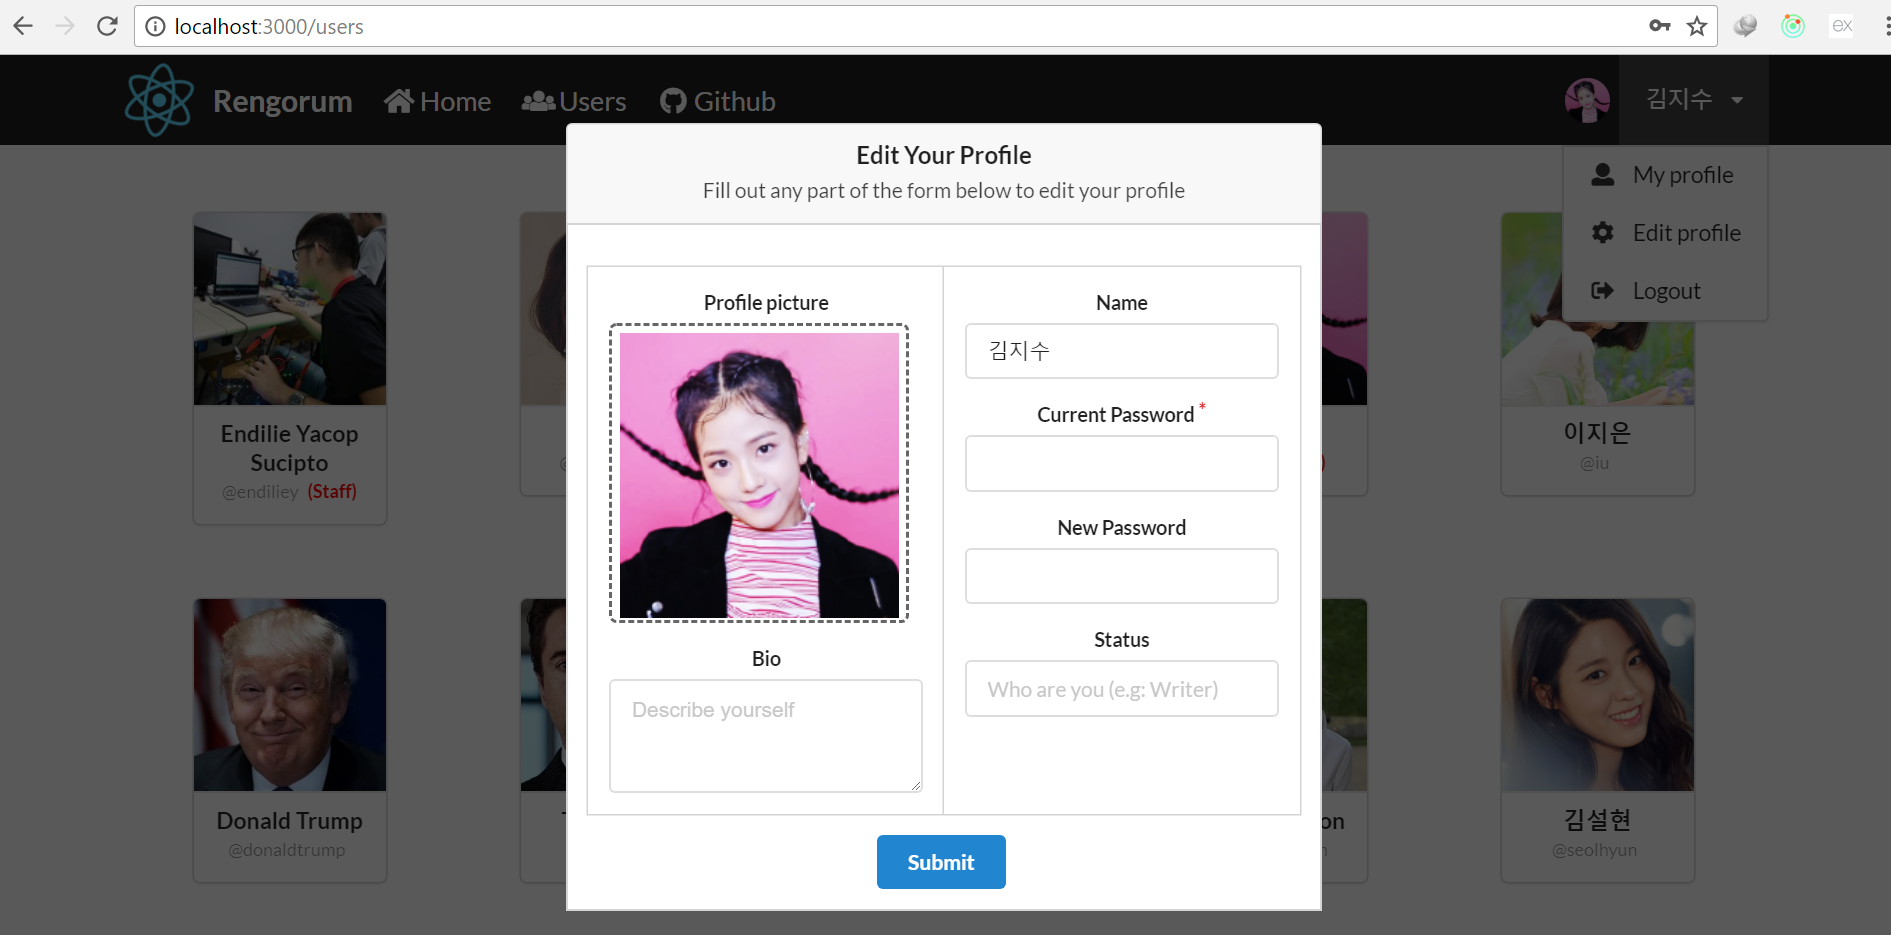 localhost:3000/users
ex
Rengorum
Home
Users
Github
김지수
My profile
Edit profile
Logout
Edit Your Profile
Fill out any part of the form below to edit your profile
Profile picture
Name
김지수
Current Password *
New Password
Status
Who are you (e.g: Writer)
Bio
Describe yourself
Submit
Endilie Yacop
Sucipto
@endiliey (Staff)
이지은
@iu
Donald Trump
@donaldtrump
김설현
@seolhyun